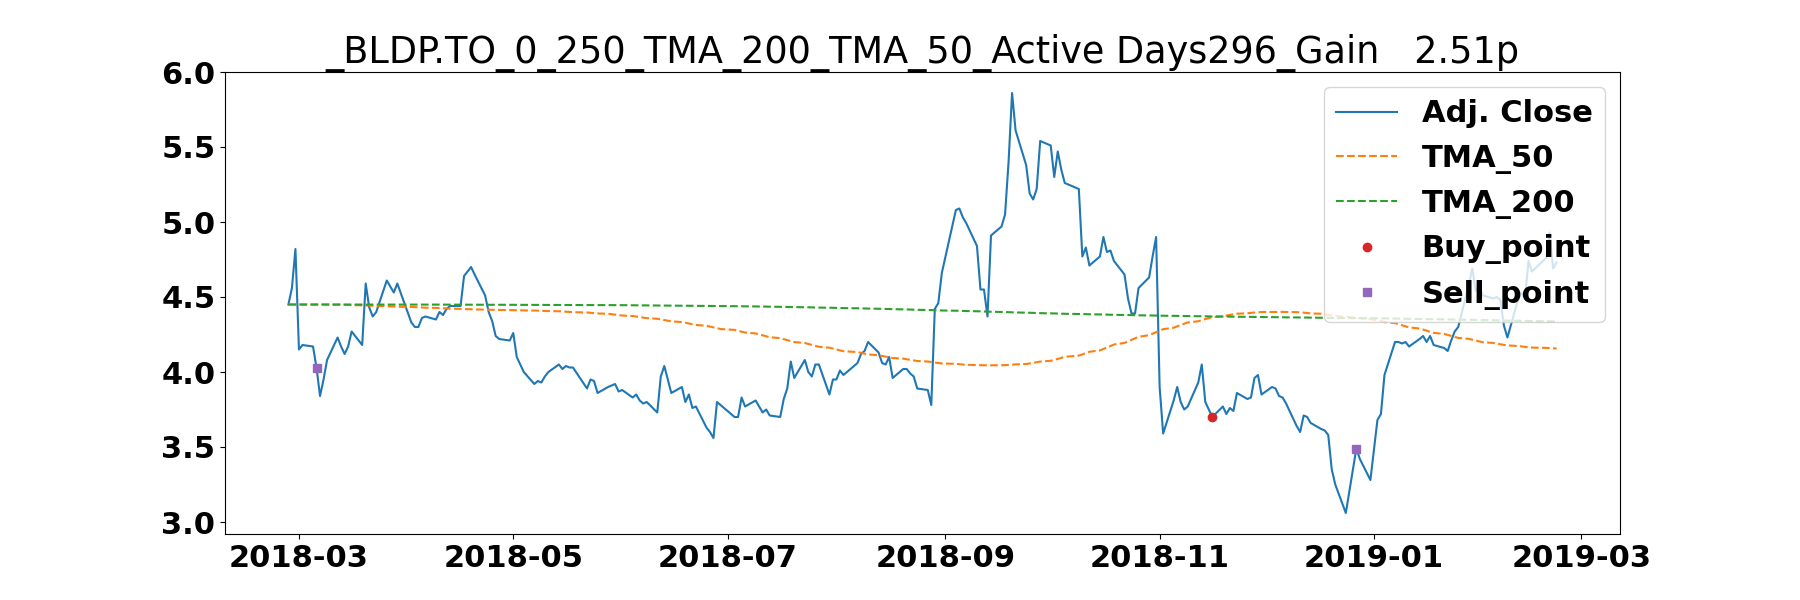 _BLDP.TO_0_250_TMA_200_TMA_50_Active Days296_Gain   2.51p
6.0
5.5
5.0
4.5
4.0
3.5
3.0
Adj. Close
TMA_50
TMA_200
Buy_point
Sell_point
2018-03 2018-05 2018-07 2018-09 2018-11 2019-01 2019-03